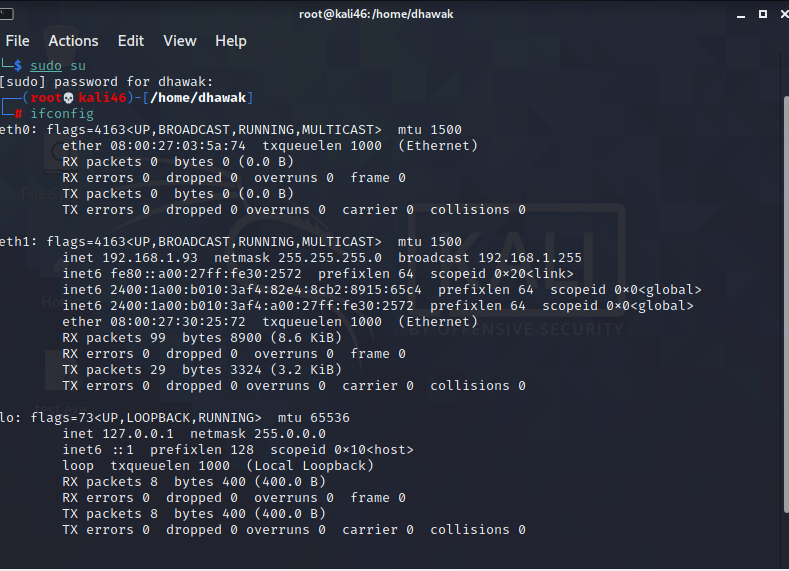 root@kali46:/home/dhawak
File Actions Edit View Help
└─$ sudo su
[sudo] password for dhawak:
┌──(root💀kali46)-[/home/dhawak]
└─# ifconfig
eth0: flags=4163<UP,BROADCAST,RUNNING,MULTICAST>  mtu 1500
        ether 08:00:27:03:5a:74  txqueuelen 1000  (Ethernet)
        RX packets 0  bytes 0 (0.0 B)
        RX errors 0  dropped 0  overruns 0  frame 0
        TX packets 0  bytes 0 (0.0 B)
        TX errors 0  dropped 0 overruns 0  carrier 0  collisions 0

eth1: flags=4163<UP,BROADCAST,RUNNING,MULTICAST>  mtu 1500
        inet 192.168.1.93  netmask 255.255.255.0  broadcast 192.168.1.255
        inet6 fe80::a00:27ff:fe30:2572  prefixlen 64  scopeid 0×20<link>
        inet6 2400:1a00:b010:3af4:82e4:8cb2:8915:65c4  prefixlen 64  scopeid 0×0<global>
        inet6 2400:1a00:b010:3af4:a00:27ff:fe30:2572  prefixlen 64  scopeid 0×0<global>
        ether 08:00:27:30:25:72  txqueuelen 1000  (Ethernet)
        RX packets 99  bytes 8900 (8.6 KiB)
        RX errors 0  dropped 0  overruns 0  frame 0
        TX packets 29  bytes 3324 (3.2 KiB)
        TX errors 0  dropped 0 overruns 0  carrier 0  collisions 0

lo: flags=73<UP,LOOPBACK,RUNNING>  mtu 65536
        inet 127.0.0.1  netmask 255.0.0.0
        inet6 ::1  prefixlen 128  scopeid 0×10<host>
        loop  txqueuelen 1000  (Local Loopback)
        RX packets 8  bytes 400 (400.0 B)
        RX errors 0  dropped 0  overruns 0  frame 0
        TX packets 8  bytes 400 (400.0 B)
        TX errors 0  dropped 0 overruns 0  carrier 0  collisions 0
KALI
BY OFFENSIVE SECURITY